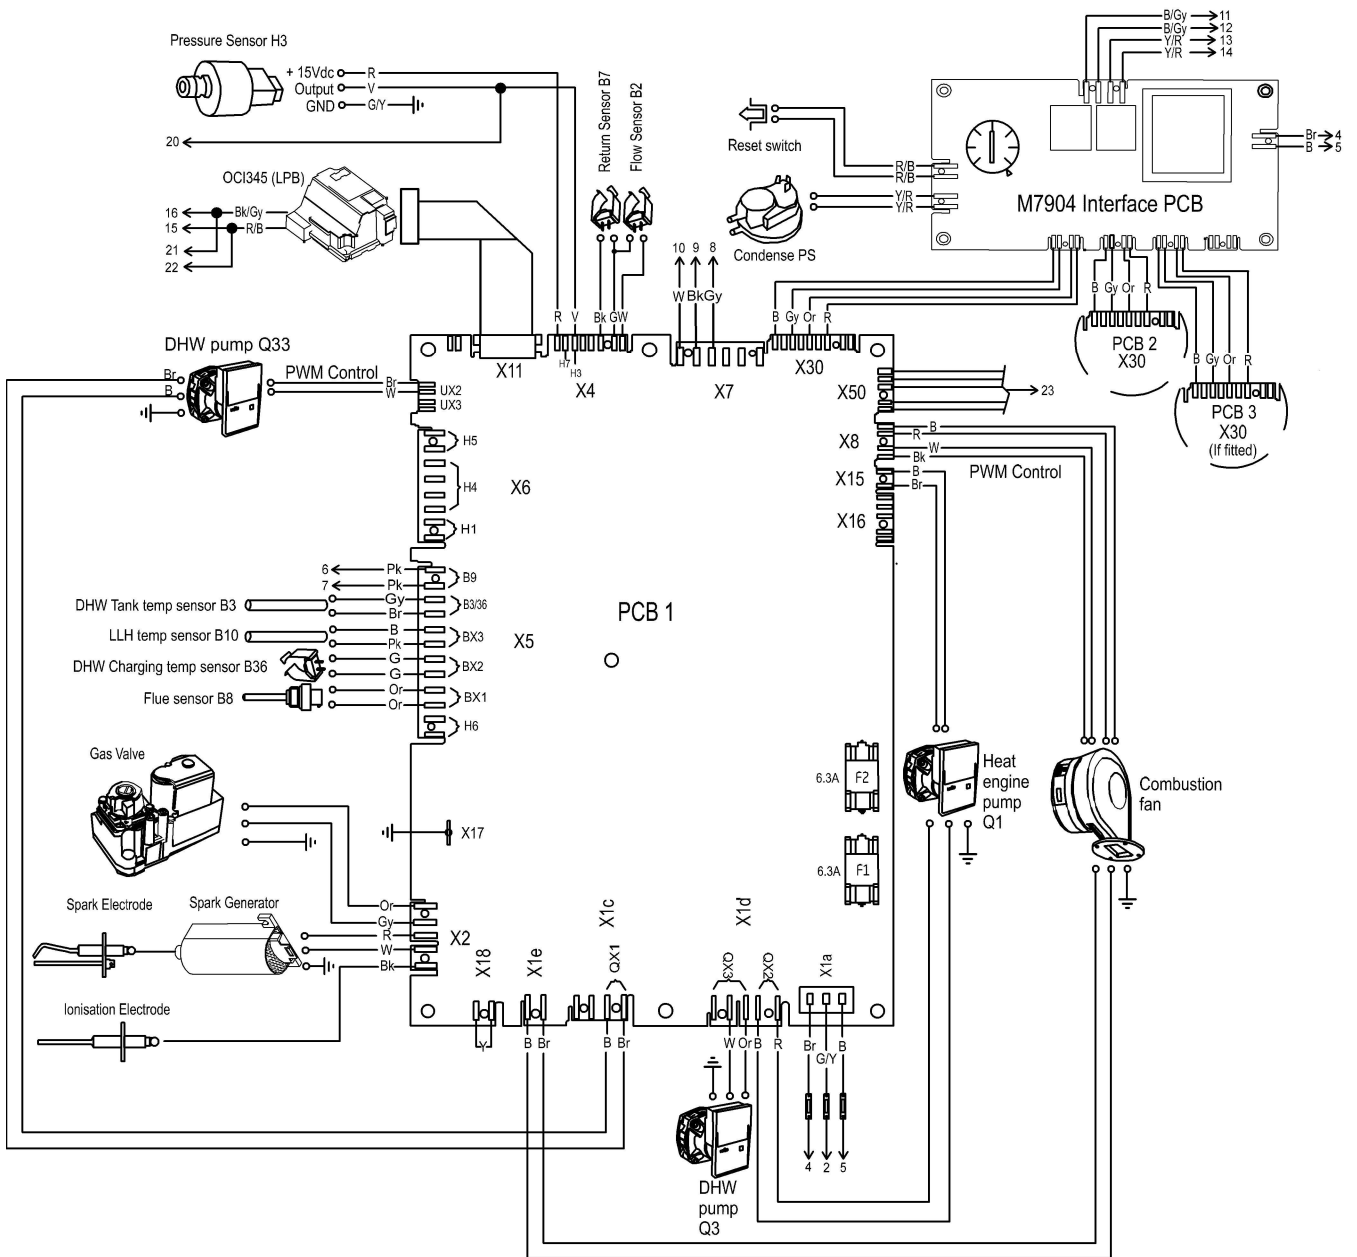 B/Gy 11
B/Gy 12
Y/R 13
Y/R 14
Pressure Sensor H3
+ 15Vdc R
Output V
GND G/Y
20
Return Sensor B7
Flow Sensor B2
Reset switch
R/B
R/B
Y/R
Y/R
Condense PS
M7904 Interface PCB
Br 4
B 5
OCI345 (LPB)
16 Bk/Gy
15 R/B
21
22
10 9 8
W Bk Gy
B Gy Or R
B Gy Or R
PCB 2
X30
B Gy Or R
PCB 3
X30
(If fitted)
R V Bk G W
H7
H3
X11
X4
X7
X30
DHW pump Q33
Br
B
PWM Control
Br
W
UX2
UX3
X50
23
X8
B
R
W
Bk
PWM Control
X15
B
Br
X16
H5
H4
H1
X6
6 Pk
7 Pk
B9
DHW Tank temp sensor B3
Gy
Br
B3/36
LLH temp sensor B10
B
Pk
BX3
X5
DHW Charging temp sensor B36
G
G
BX2
Flue sensor B8
Or
Or
BX1
H6
PCB 1
Gas Valve
X17
6.3A F2
6.3A F1
Heat
engine
pump
Q1
Combustion
fan
Spark Electrode
Spark Generator
Or
Gy
R
W
Bk
X2
Ionisation Electrode
X18
X1e
X1c
QX1
X1d
QX3
QX2
X1a
Y
B Br
B Br
W Or B R
Br G/Y B
4 2 5
DHW
pump
Q3